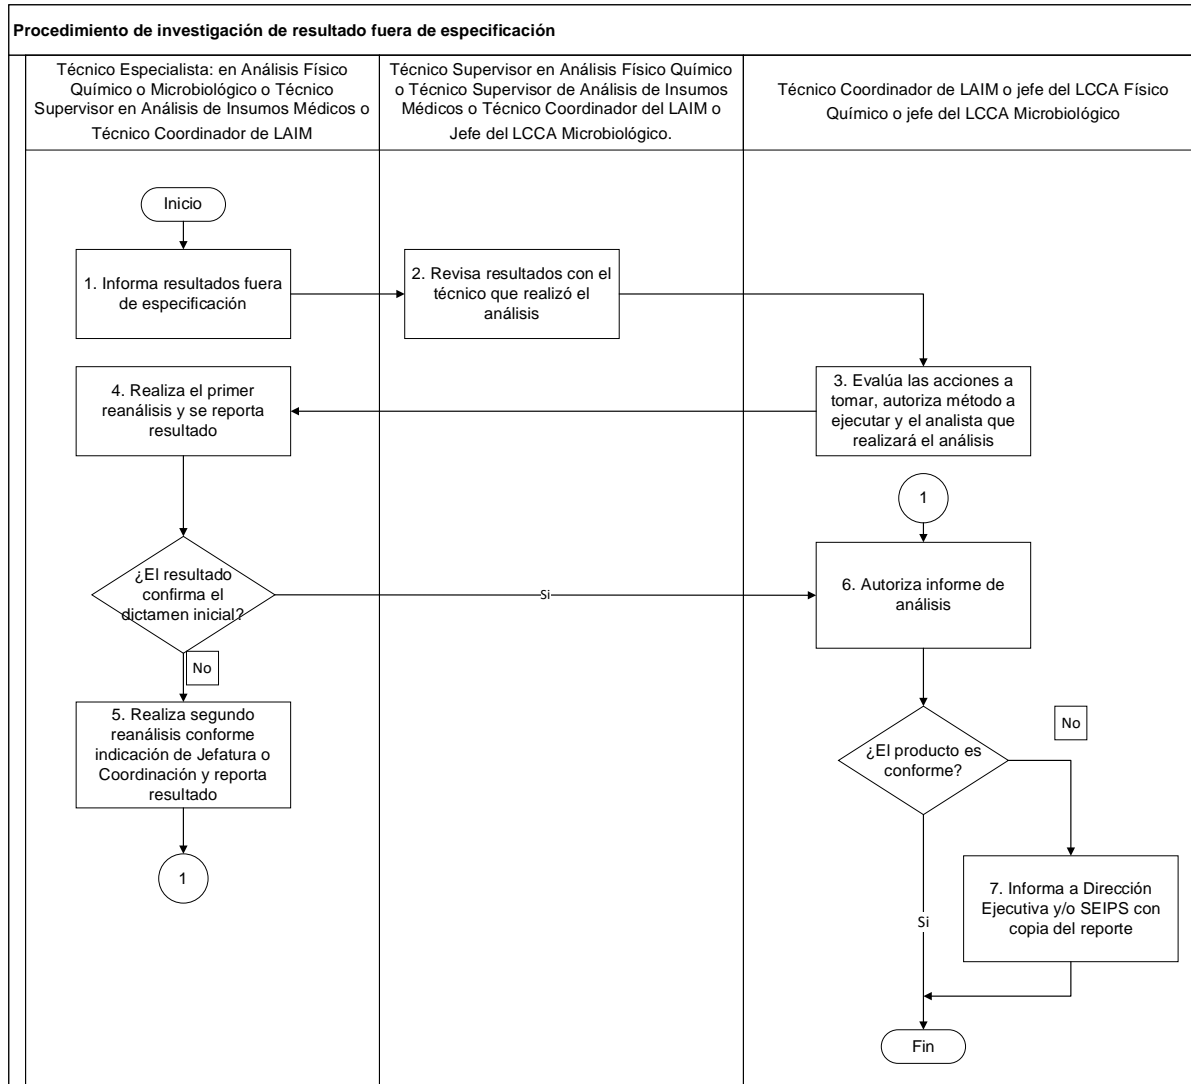 Procedimiento de investigación de resultado fuera de especificación
Técnico Especialista: en Análisis Físico
Químico o Microbiológico o Técnico
Supervisor en Análisis de Insumos Médicos o
Técnico Coordinador de LAIM
Técnico Supervisor en Análisis Físico Químico
o Técnico Supervisor de Análisis de Insumos
Médicos o Técnico Coordinador del LAIM o
Jefe del LCCA Microbiológico.
Técnico Coordinador de LAIM o jefe del LCCA Físico
Químico o jefe del LCCA Microbiológico
Inicio
1. Informa resultados fuera
de especificación
2. Revisa resultados con el
técnico que realizó el
análisis
3. Evalúa las acciones a
tomar, autoriza método a
ejecutar y el analista que
realizará el análisis
4. Realiza el primer
reanálisis y se reporta
resultado
¿El resultado
confirma el
dictamen inicial?
Si
No
5. Realiza segundo
reanálisis conforme
indicación de Jefatura o
Coordinación y reporta
resultado
1
1
6. Autoriza informe de
análisis
¿El producto es
conforme?
No
Si
7. Informa a Dirección
Ejecutiva y/o SEIPS con
copia del reporte
Fin